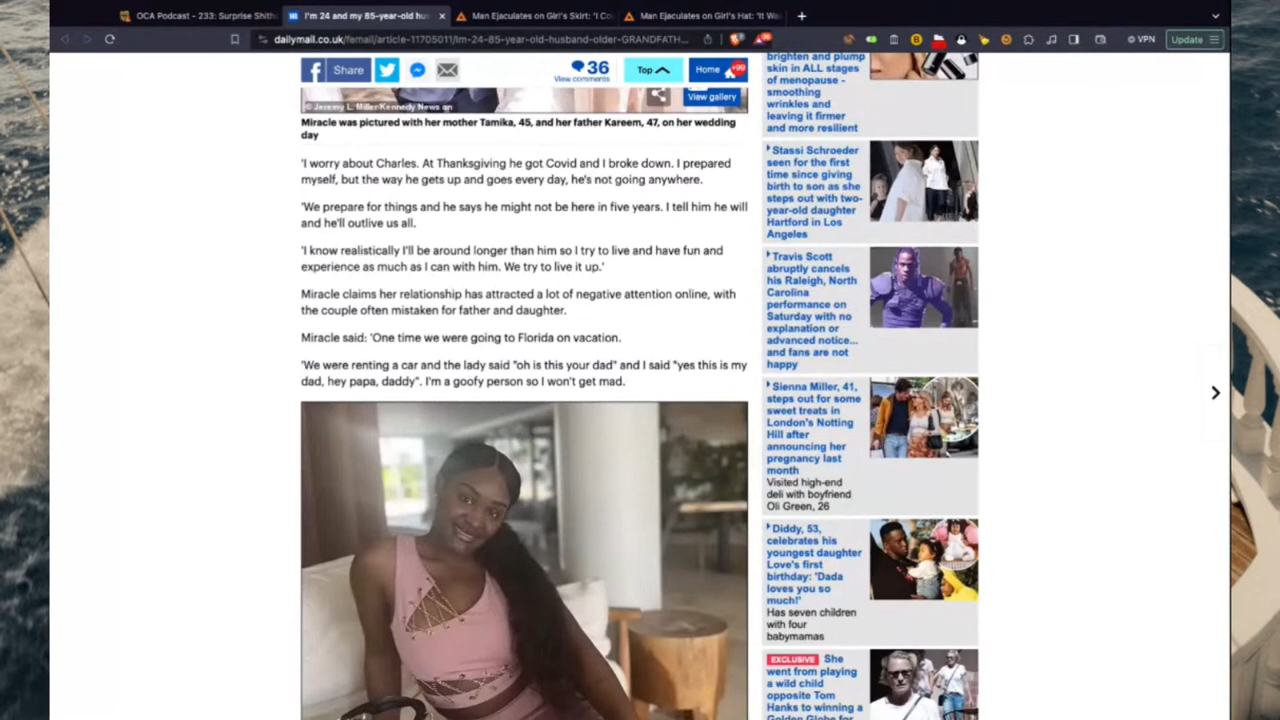 OCA Podcast - 233: Surprise Shith
I'm 24 and my 85-year-old hus
Man Ejaculates on Girl's Skirt: 'I Co
Man Ejaculates on Girl's Hat: 'It Wa
dailymail.co.uk/femail/article-11705011/Im-24-85-year-old-husband-older-GRANDFATH...
VPN
Update
Share
36
View comments
Top
Home
+99
© Jeremy L. Miller Kennedy News an
View gallery
Miracle was pictured with her mother Tamika, 45, and her father Kareem, 47, on her wedding
day
'I worry about Charles. At Thanksgiving he got Covid and I broke down. I prepared
myself, but the way he gets up and goes every day, he's not going anywhere.
'We prepare for things and he says he might not be here in five years. I tell him he will
and he'll outlive us all.
'I know realistically I'll be around longer than him so I try to live and have fun and
experience as much as I can with him. We try to live it up.'
Miracle claims her relationship has attracted a lot of negative attention online, with
the couple often mistaken for father and daughter.
Miracle said: 'One time we were going to Florida on vacation.
'We were renting a car and the lady said "oh is this your dad" and I said "yes this is my
dad, hey papa, daddy". I'm a goofy person so I won't get mad.
brighten and plump
skin in ALL stages
of menopause -
smoothing
wrinkles and
leaving it firmer
and more resilient
Stassi Schroeder
seen for the first
time since giving
birth to son as she
steps out with two-
year-old daughter
Hartford in Los
Angeles
Travis Scott
abruptly cancels
his Raleigh, North
Carolina
performance on
Saturday with no
explanation or
advanced notice...
and fans are not
happy
Sienna Miller, 41,
steps out for some
sweet treats in
London's Notting
Hill after
announcing her
pregnancy last
month
Visited high-end
deli with boyfriend
Oli Green, 26
Diddy, 53,
celebrates his
youngest daughter
Love's first
birthday: 'Dada
loves you so
much!'
Has seven children
with four
babymamas
EXCLUSIVE She
went from playing
a wild child
opposite Tom
Hanks to winning a
Golden Globe for